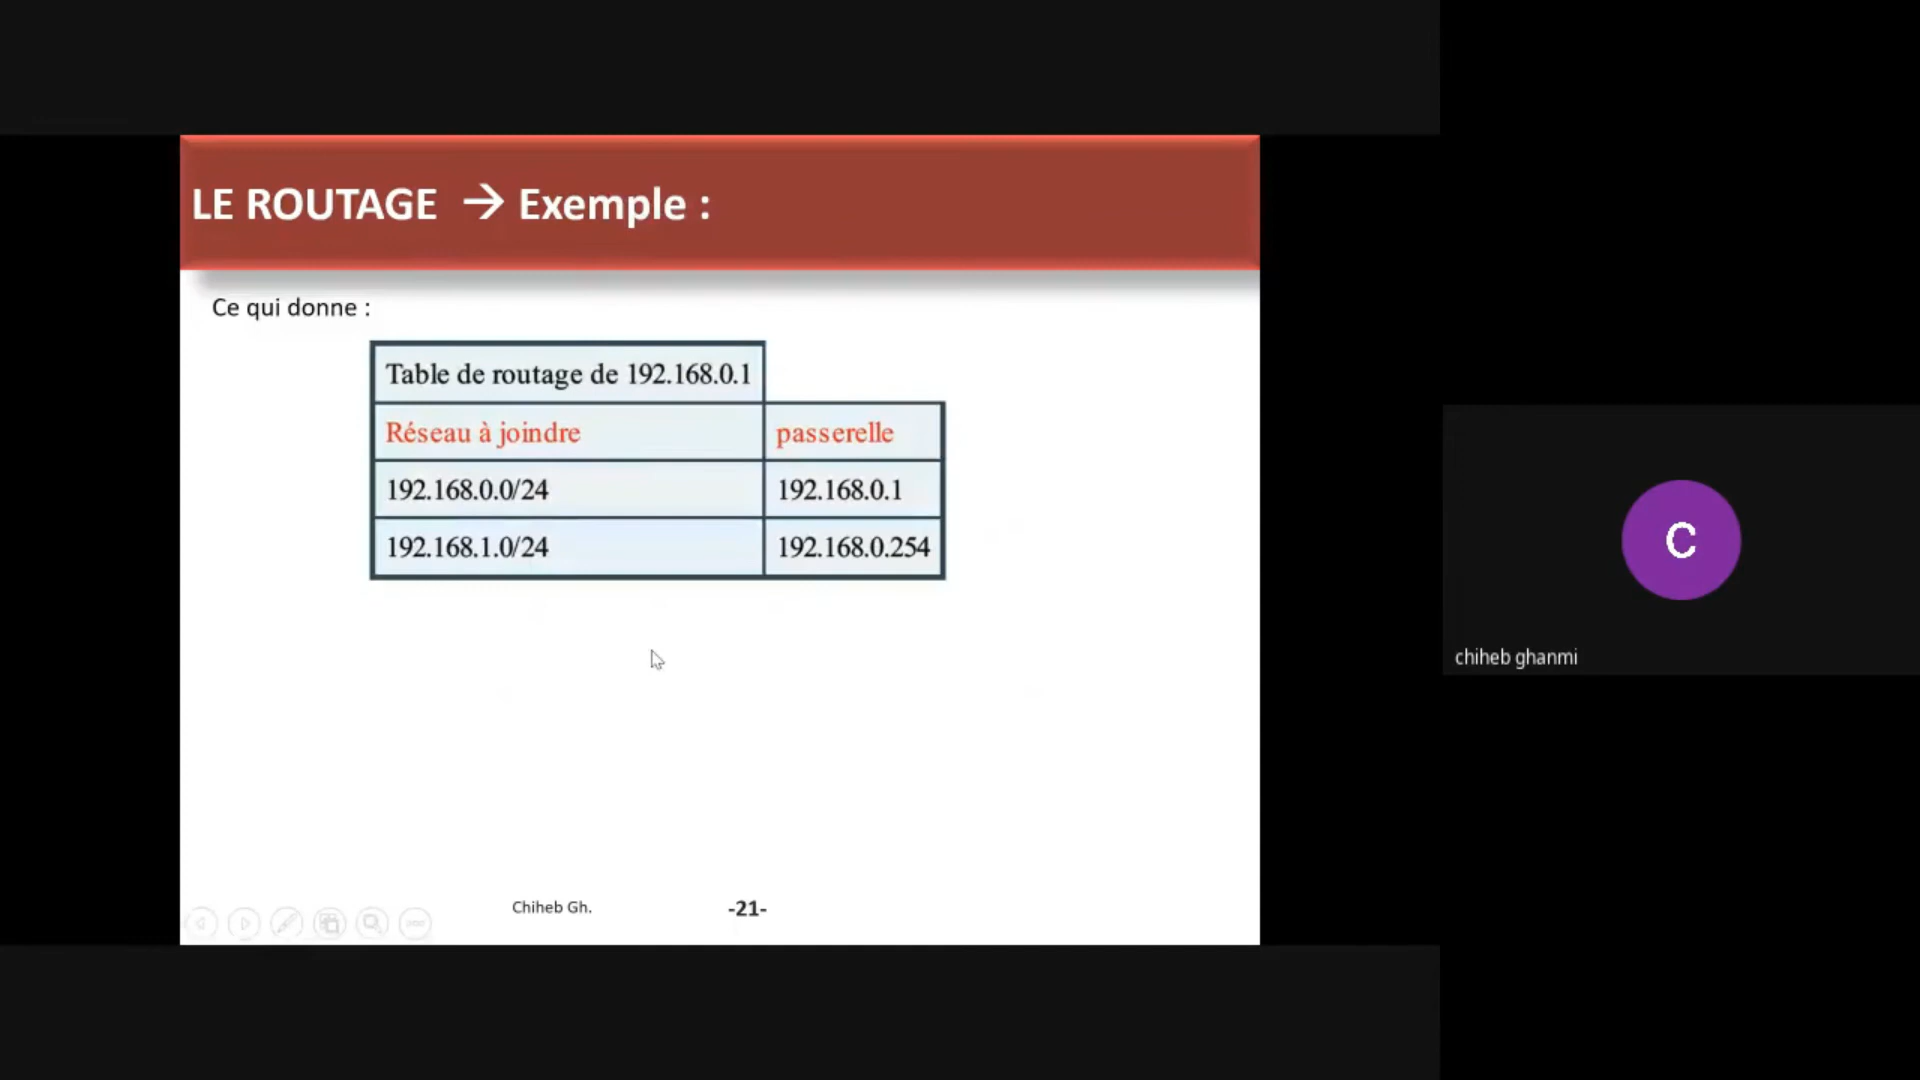 LE ROUTAGE → Exemple :
Ce qui donne :
Table de routage de 192.168.0.1
Réseau à joindre passerelle
192.168.0.0/24 192.168.0.1
192.168.1.0/24 192.168.0.254
C
chiheb ghanmi
Chiheb Gh. -21-